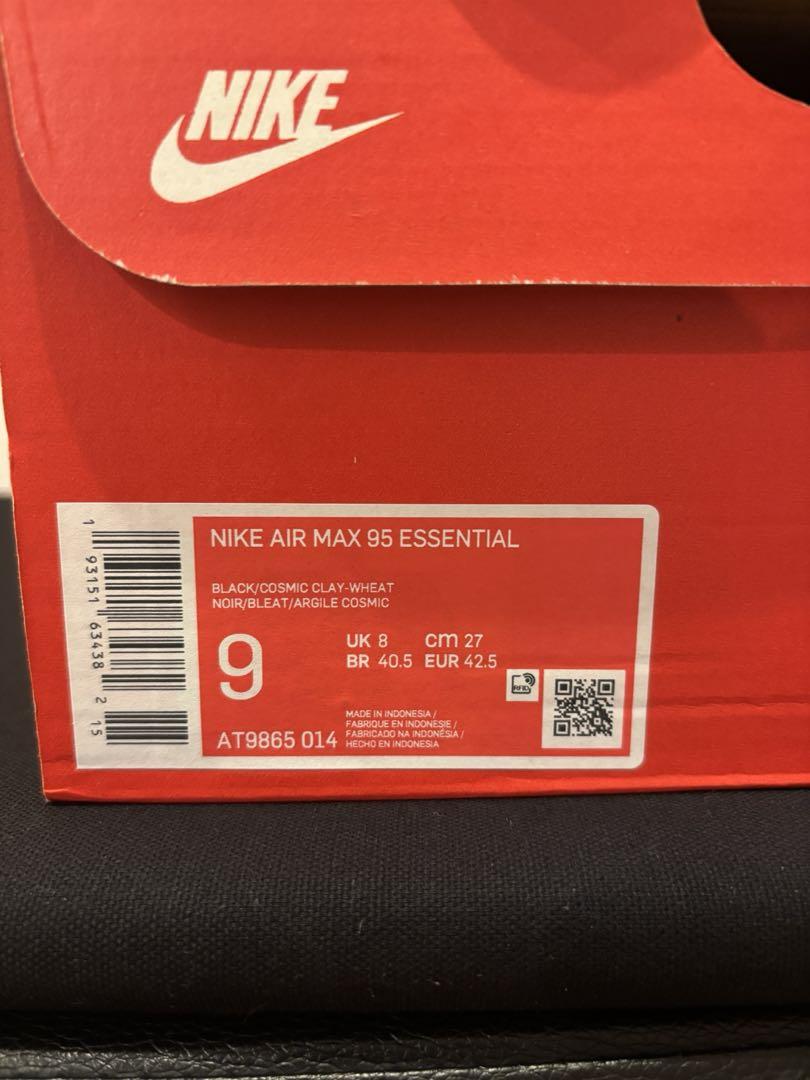 NIKE
NIKE AIR MAX 95 ESSENTIAL
BLACK/COSMIC CLAY-WHEAT
NOIR/BLEAT/ARGILE COSMIC
9
UK 8 cm 27
BR 40.5 EUR 42.5
RFID
MADE IN INDONESIA /
FABRIQUE EN INDONESIE /
FABRICADO NA INDONÉSIA /
HECHO EN INDONESIA
AT9865 014
1 93151 63438 2 15